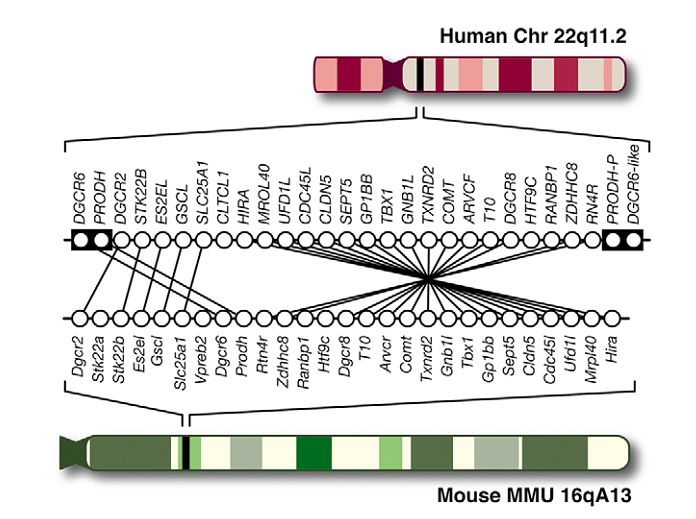 Human Chr 22q11.2
DGCR6
PRODH
DGCR2
STK22B
ES2EL
GSCL
SLC25A1
CLTCL1
HIRA
MROL40
UFD1L
CDC45L
CLDN5
SEPT5
GP1BB
TBX1
GNB1L
TXNRD2
COMT
ARVCF
T10
DGCR8
HTF9C
RANBP1
ZDHHC8
RN4R
PRODH-P
DGCR6-like
Dgcr2
Stk22a
Stk22b
Es2el
Gscl
Slc25a1
Vpreb2
Dgcr6
Prodh
Rtn4r
Zdhhc8
Ranbp1
Htf9c
Dgcr8
T10
Arvcr
Comt
Txnrd2
Gnb1l
Tbx1
Gp1bb
Sept5
Cldn5
Cdc45l
Ufd1l
Mrpl40
Hira
Mouse MMU 16qA13